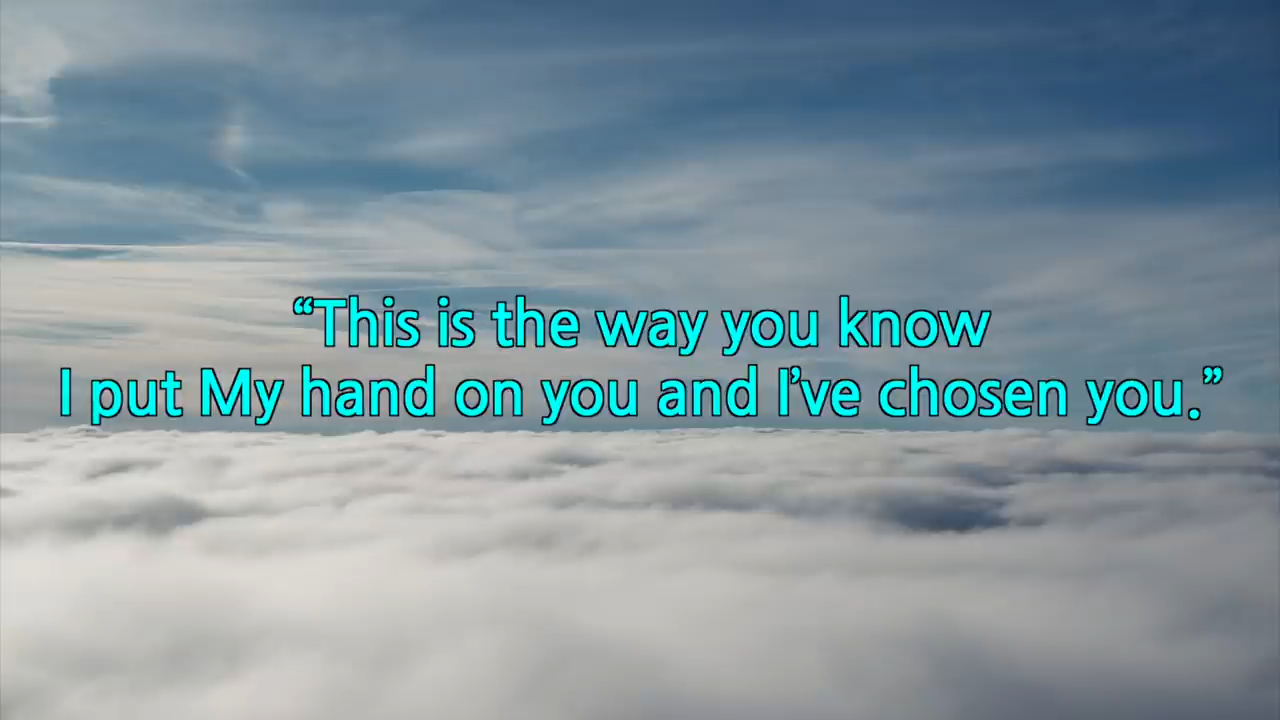 “This is the way you know
I put My hand on you and I’ve chosen you.”